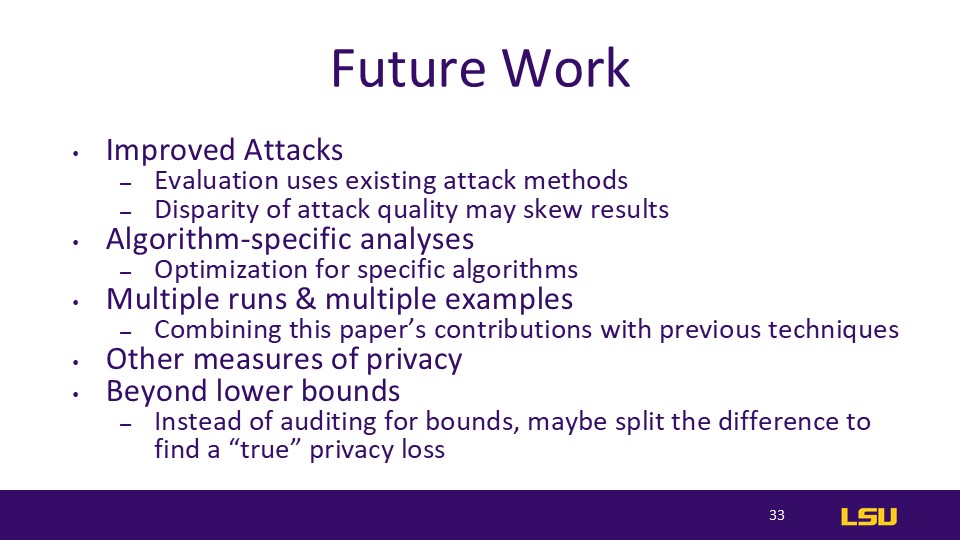 Future Work
• Improved Attacks
– Evaluation uses existing attack methods
– Disparity of attack quality may skew results
• Algorithm-specific analyses
– Optimization for specific algorithms
• Multiple runs & multiple examples
– Combining this paper’s contributions with previous techniques
• Other measures of privacy
• Beyond lower bounds
– Instead of auditing for bounds, maybe split the difference to
find a “true” privacy loss
33
LSU